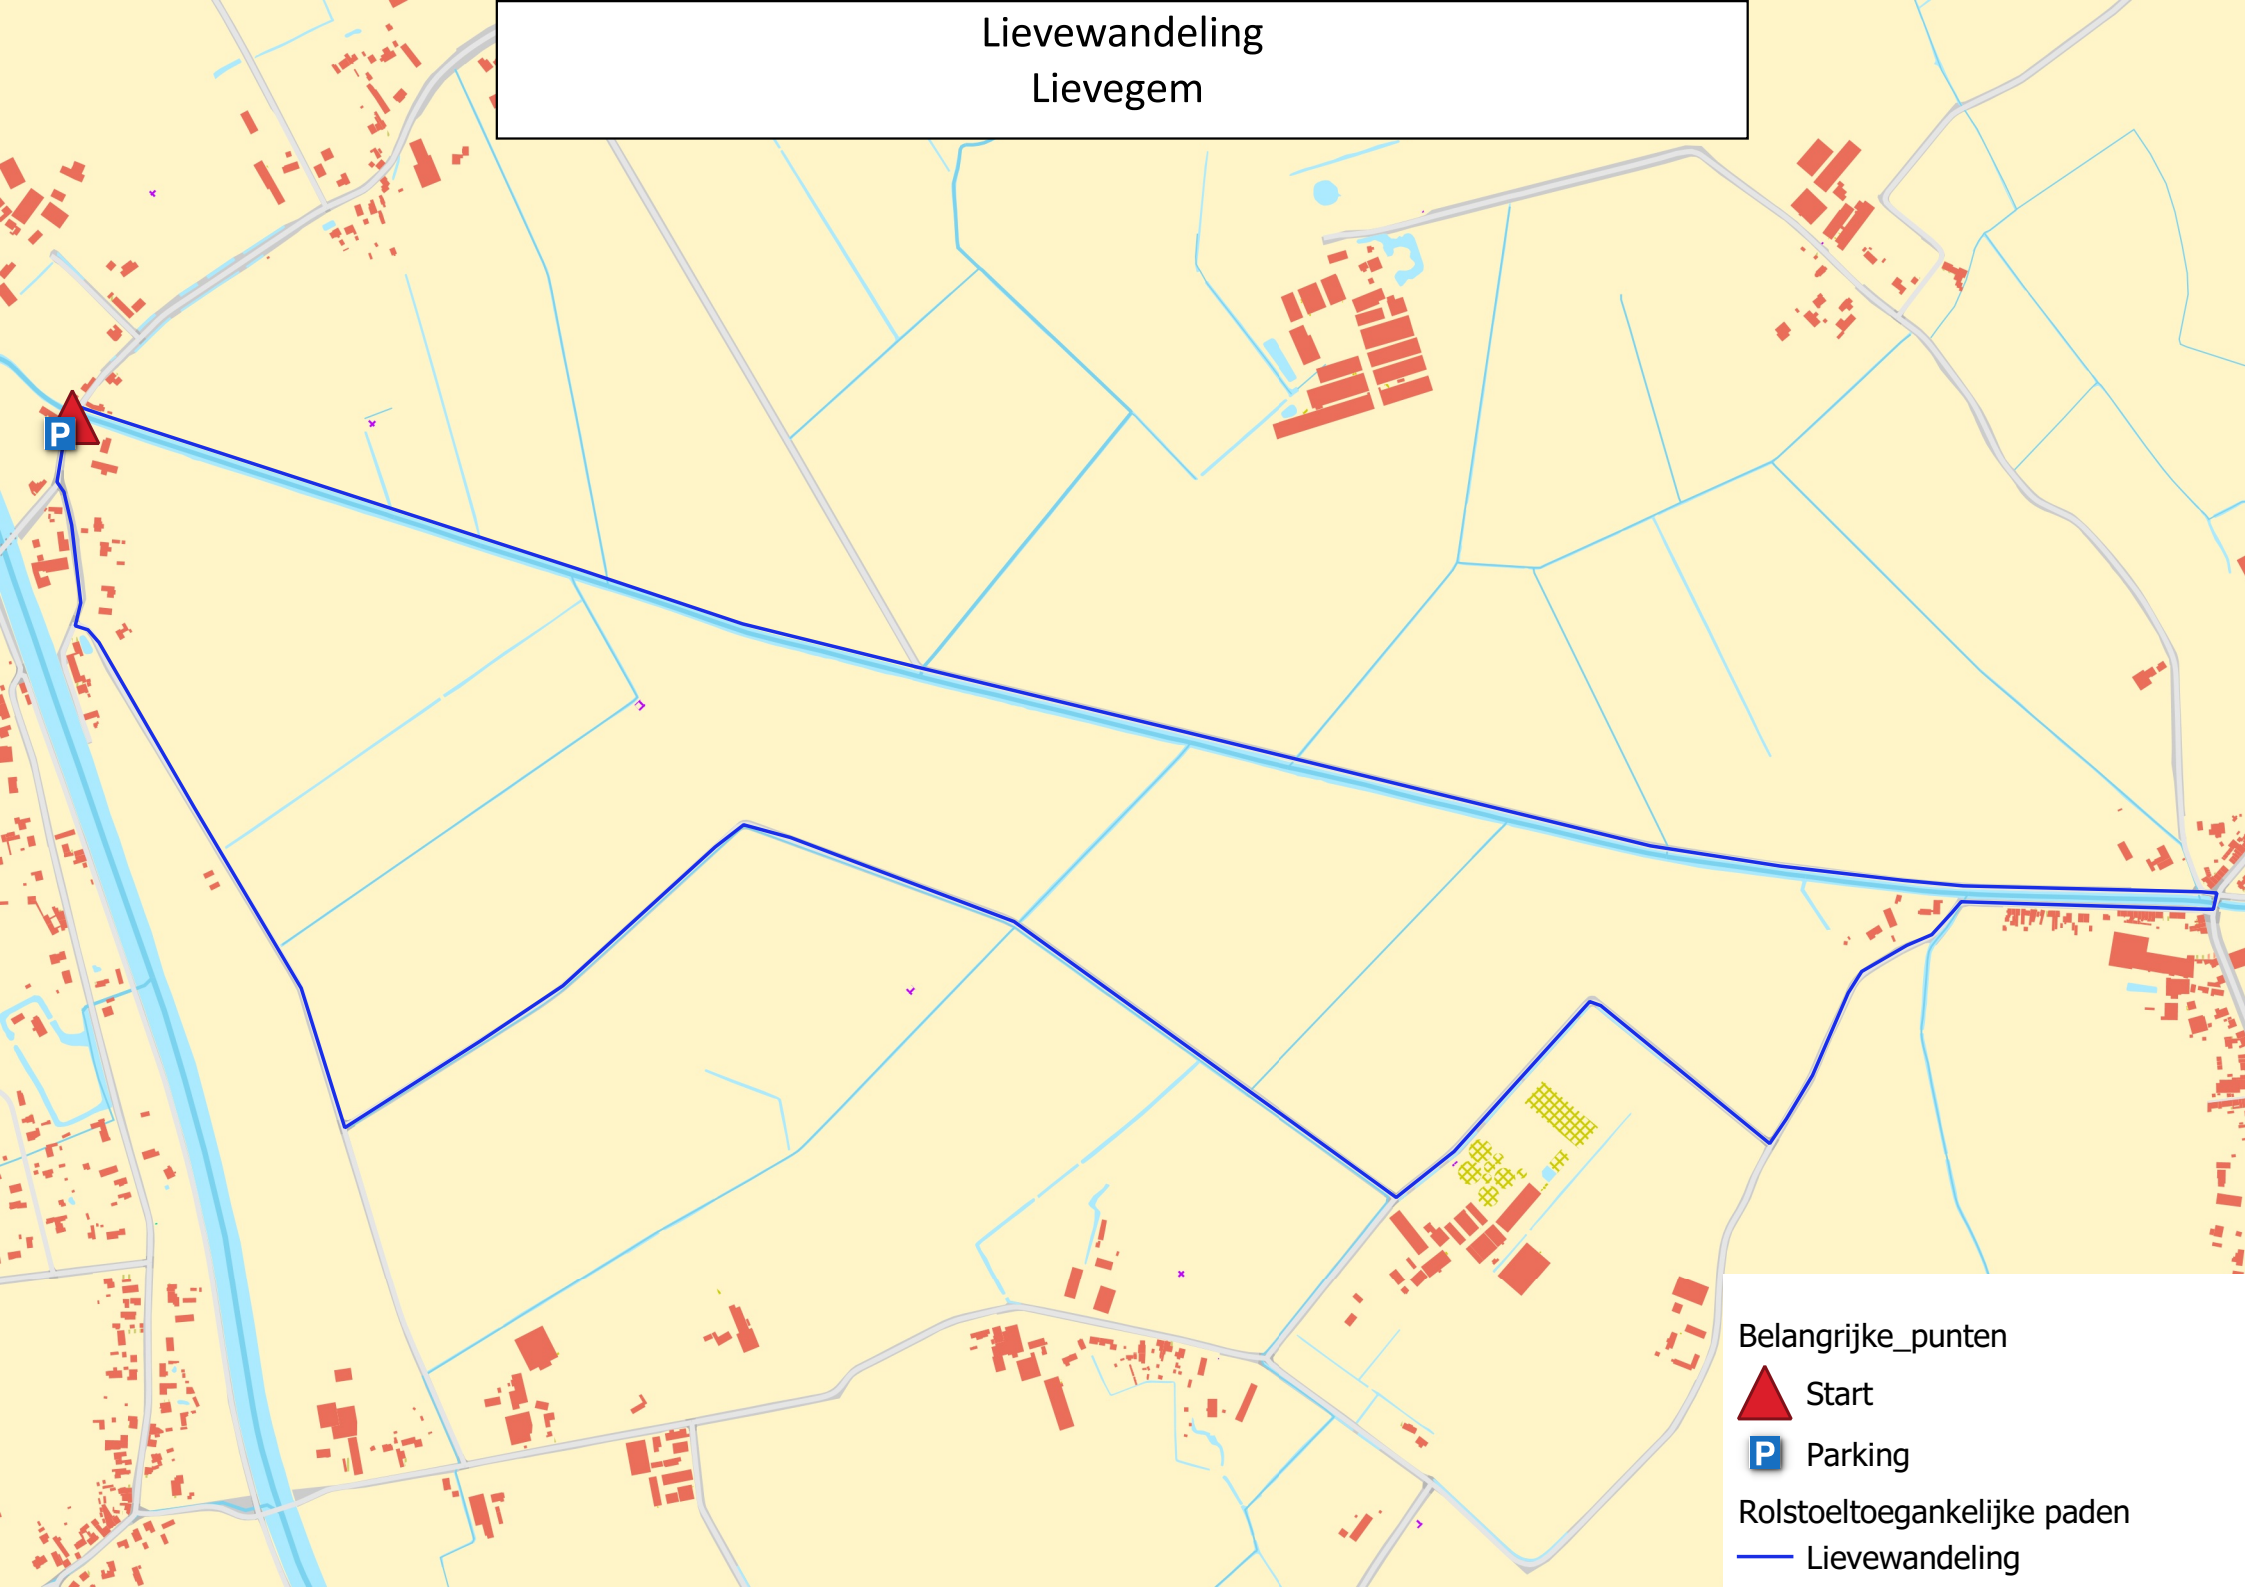 Lievewandeling
Lievegem
P
Belangrijke_punten
Start
P Parking
Rolstoeltoegankelijke paden
Lievewandeling